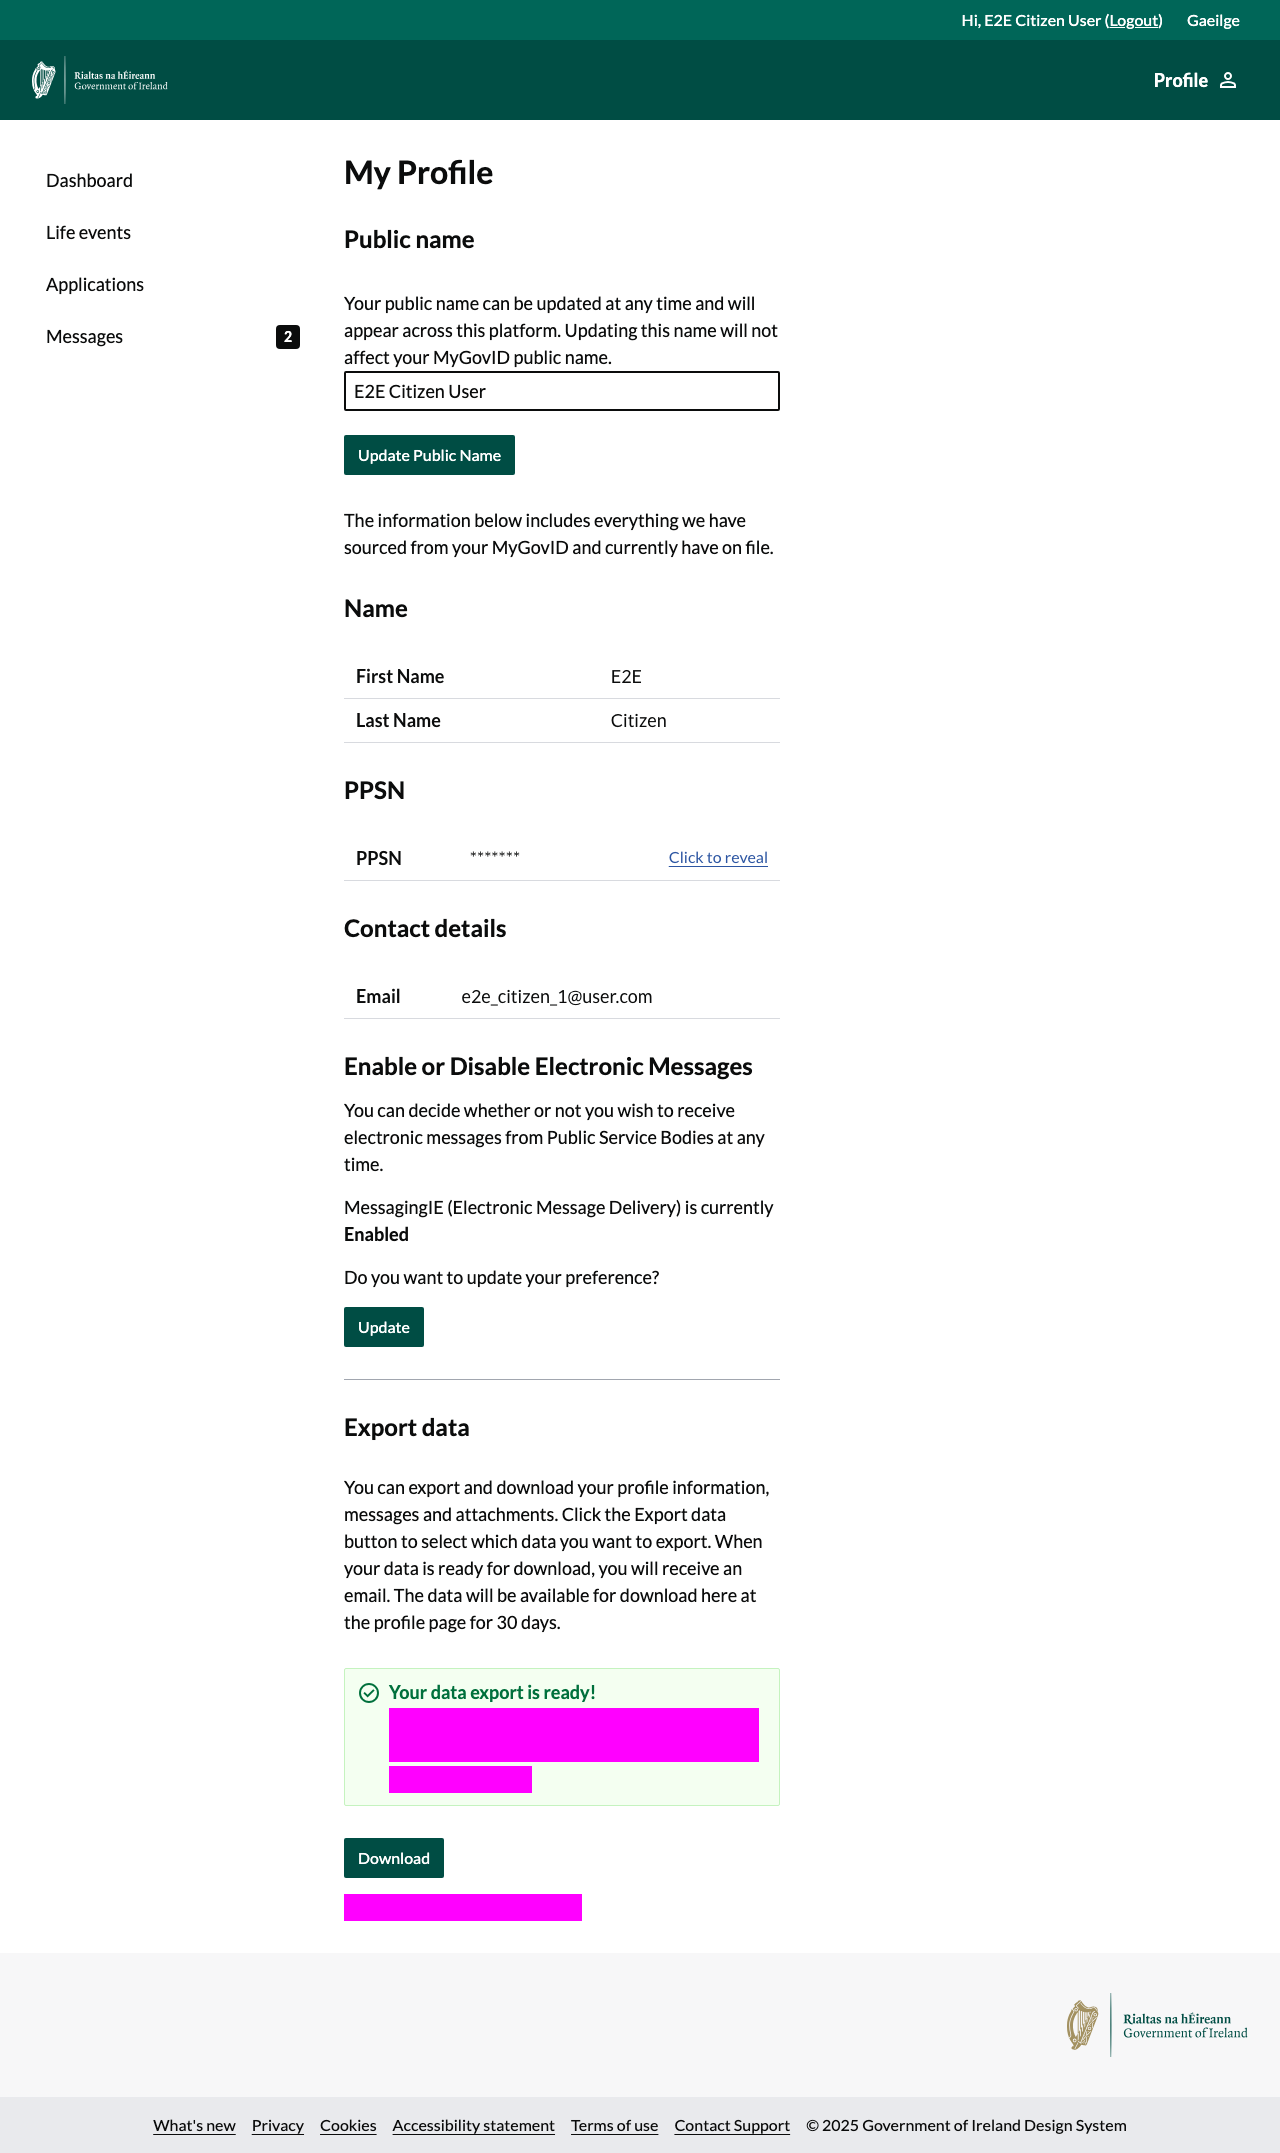 Hi, E2E Citizen User (Logout) Gaeilge
Rialtas na hÉireann
Government of Ireland
Profile
Dashboard
Life events
Applications
Messages 2
My Profile
Public name
Your public name can be updated at any time and will
appear across this platform. Updating this name will not
affect your MyGovID public name.
E2E Citizen User
Update Public Name
The information below includes everything we have
sourced from your MyGovID and currently have on file.
Name
First Name E2E
Last Name Citizen
PPSN
PPSN ******* Click to reveal
Contact details
Email e2e_citizen_1@user.com
Enable or Disable Electronic Messages
You can decide whether or not you wish to receive
electronic messages from Public Service Bodies at any
time.
MessagingIE (Electronic Message Delivery) is currently
Enabled
Do you want to update your preference?
Update
Export data
You can export and download your profile information,
messages and attachments. Click the Export data
button to select which data you want to export. When
your data is ready for download, you will receive an
email. The data will be available for download here at
the profile page for 30 days.
Your data export is ready!
Download
Rialtas na hÉireann
Government of Ireland
What's new Privacy Cookies Accessibility statement Terms of use Contact Support © 2025 Government of Ireland Design System